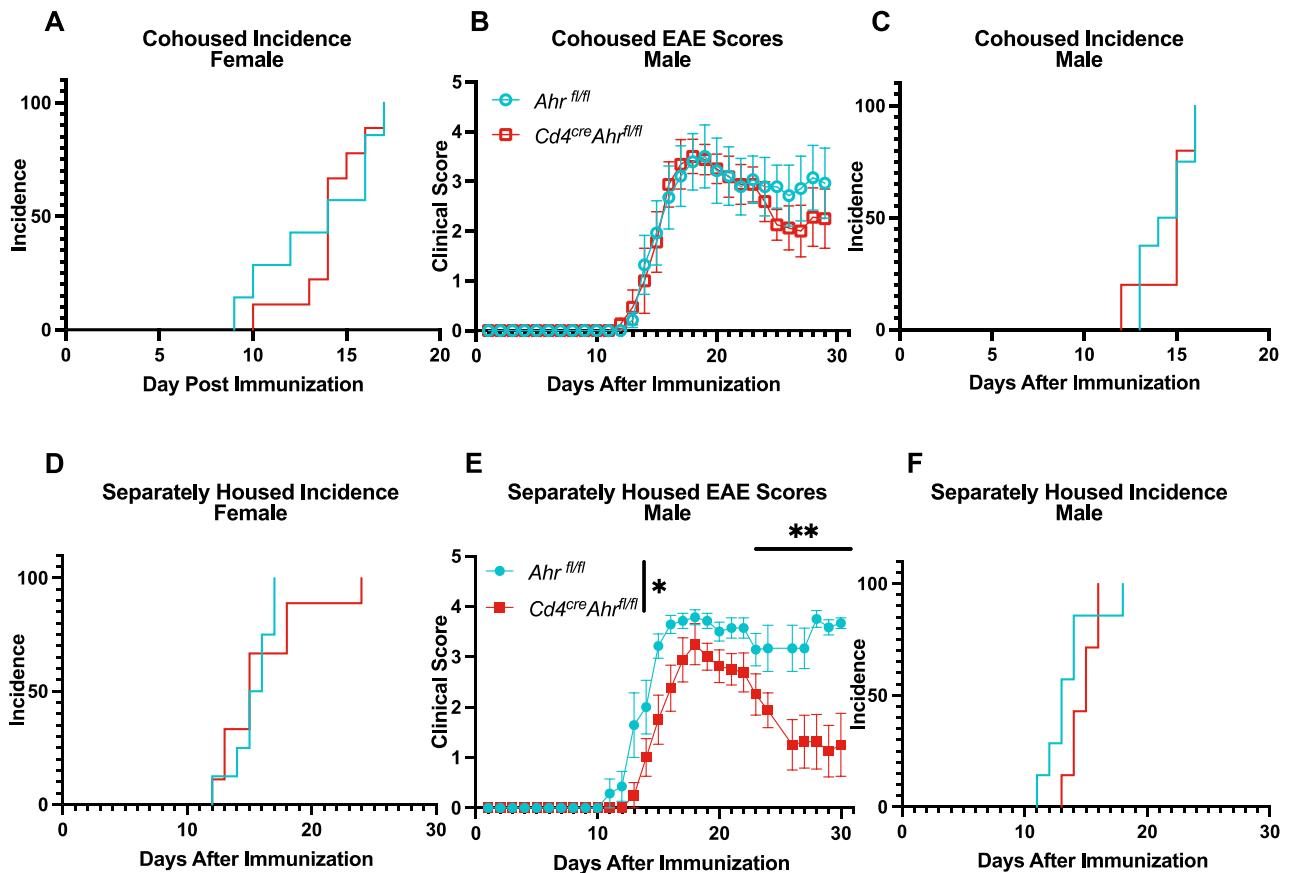 A
Cohoused Incidence
Female
Incidence
100
50
0
0 5 10 15 20
Day Post Immunization
B
Cohoused EAE Scores
Male
Ahr fl/fl
Cd4creAhrfl/fl
Clinical Score
5
4
3
2
1
0
0 10 20 30
Days After Immunization
C
Cohoused Incidence
Male
Incidence
100
50
0
0 5 10 15 20
Days After Immunization
D
Separately Housed Incidence
Female
Incidence
100
50
0
0 10 20 30
Days After Immunization
E
Separately Housed EAE Scores
Male
**
*
Ahr fl/fl
Cd4creAhrfl/fl
Clinical Score
5
4
3
2
1
0
0 10 20 30
Days After Immunization
F
Separately Housed Incidence
Male
Incidence
100
50
0
0 10 20 30
Days After Immunization